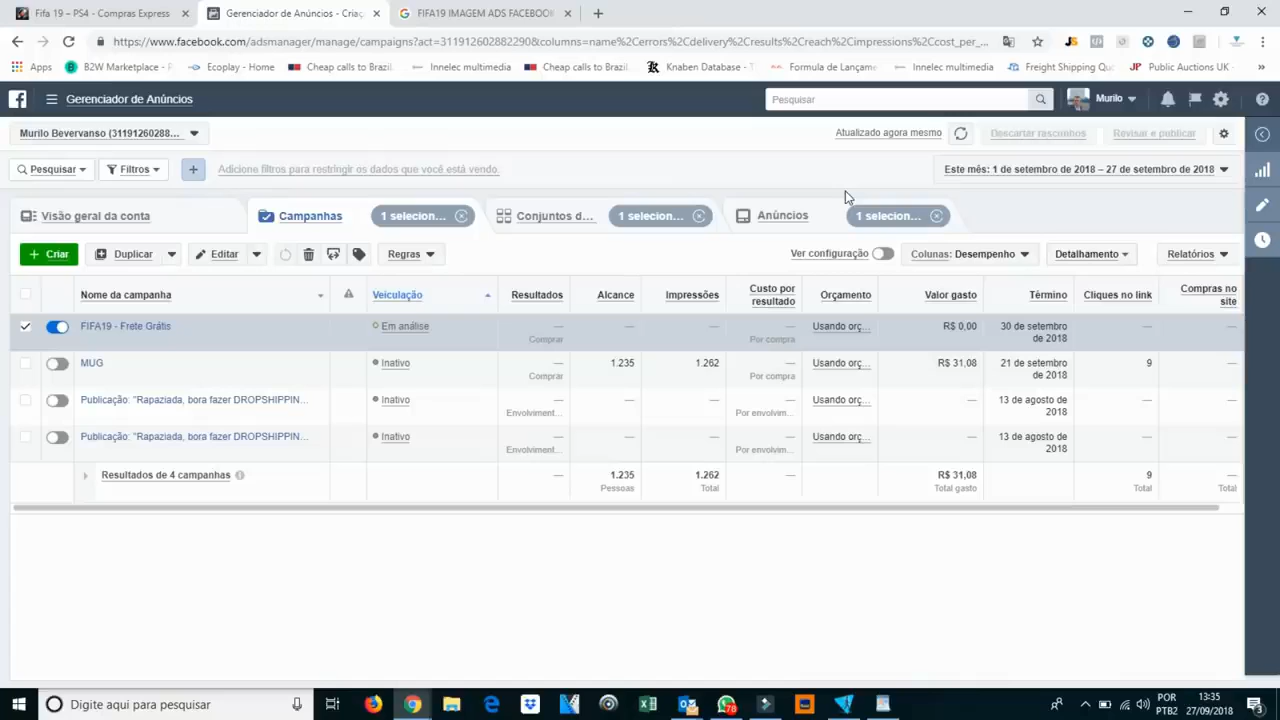 Fifa 19 – PS4 - Compras Express
Gerenciador de Anúncios - Criaç
FIFA19 IMAGEM ADS FACEBOOK
https://www.facebook.com/adsmanager/manage/campaigns?act=311912602882290&columns=name%2Cerrors%2Cdelivery%2Cresults%2Creach%2Cimpressions%2Ccost_per_...
Apps
B2W Marketplace - P
Ecoplay - Home
Cheap calls to Brazil
Innelec multimedia
Cheap calls to Brazil
Knaben Database - T
Formula de Lançame
Innelec multimedia
Freight Shipping Quo
JP Public Auctions UK -
Gerenciador de Anúncios
Pesquisar
Murilo
Murilo Bevervanso (31191260288...
Atualizado agora mesmo
Descartar rascunhos
Revisar e publicar
Pesquisar
Filtros
Adicione filtros para restringir os dados que você está vendo.
Este mês: 1 de setembro de 2018 – 27 de setembro de 2018
Visão geral da conta
Campanhas
1 selecion...
Conjuntos d...
1 selecion...
Anúncios
1 selecion...
+ Criar
Duplicar
Editar
Regras
Ver configuração
Colunas: Desempenho
Detalhamento
Relatórios
Nome da campanha
Veiculação
Resultados
Alcance
Impressões
Custo por resultado
Orçamento
Valor gasto
Término
Cliques no link
Compras no site
FIFA19 - Frete Grátis
Em análise
—
Comprar
—
—
—
Por compra
Usando orç...
R$ 0,00
30 de setembro de 2018
—
—
MUG
Inativo
—
Comprar
1.235
1.262
—
Por compra
Usando orç...
R$ 31,08
21 de setembro de 2018
9
—
Publicação: "Rapaziada, bora fazer DROPSHIPPIN...
Inativo
—
Envolviment...
—
—
—
Por envolvim...
Usando orç...
—
13 de agosto de 2018
—
—
Publicação: "Rapaziada, bora fazer DROPSHIPPIN...
Inativo
—
Envolviment...
—
—
—
Por envolvim...
Usando orç...
—
13 de agosto de 2018
—
—
Resultados de 4 campanhas
—
1.235
Pessoas
1.262
Total
—
R$ 31,08
Total gasto
9
Total
—
Total
Digite aqui para pesquisar
78
POR
PTB2
13:35
27/09/2018
3